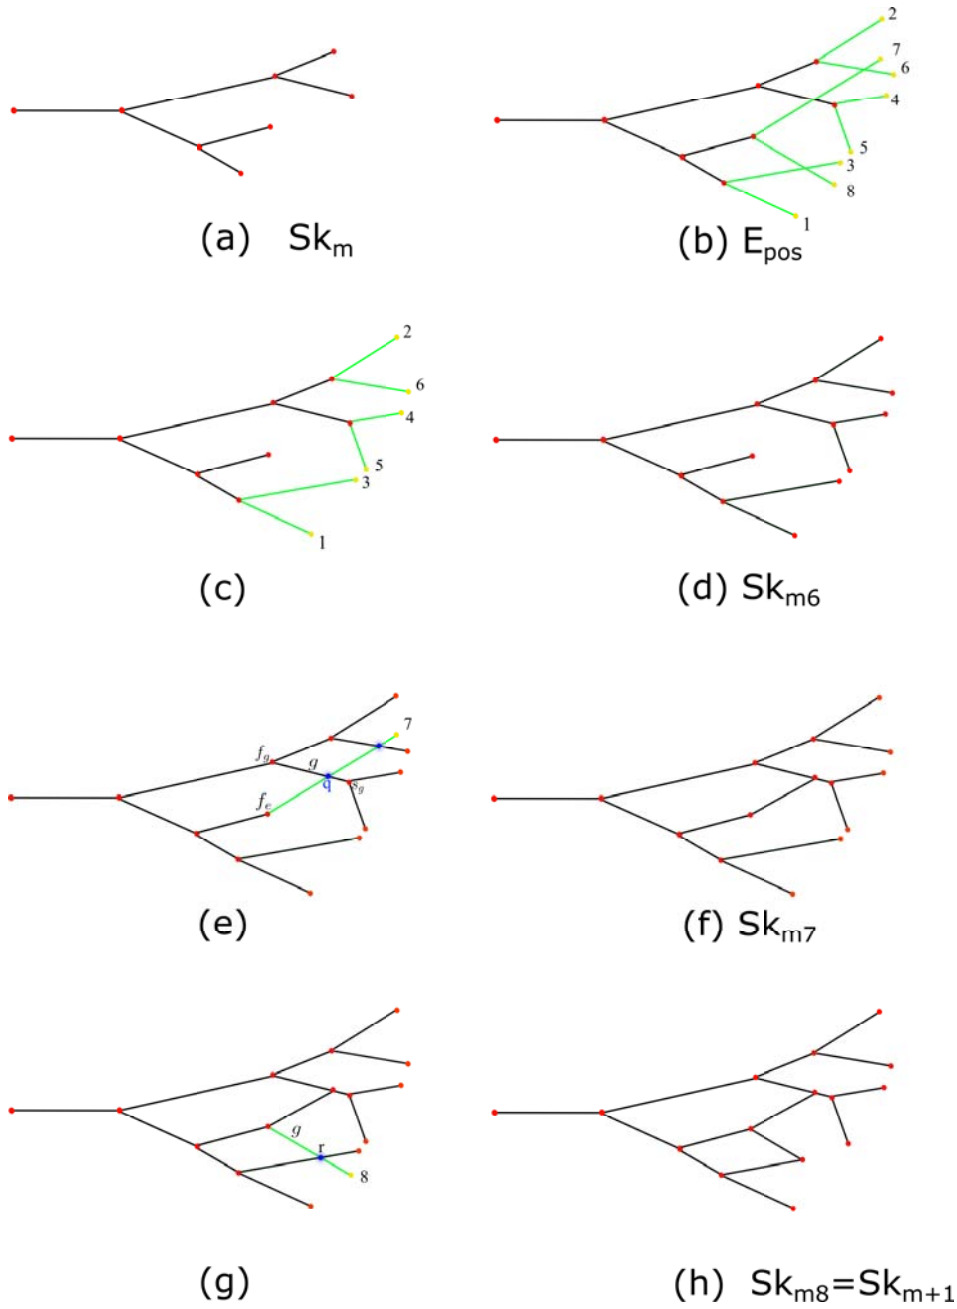 2
7
6
4
5
3
8
1
(a) Sk_m
(b) E_pos
2
6
4
5
3
1
(c)
(d) Sk_m6
7
f_g
g
q
s_g
f_e
(e)
(f) Sk_m7
g
r
8
(g)
(h) Sk_m8=Sk_m+1